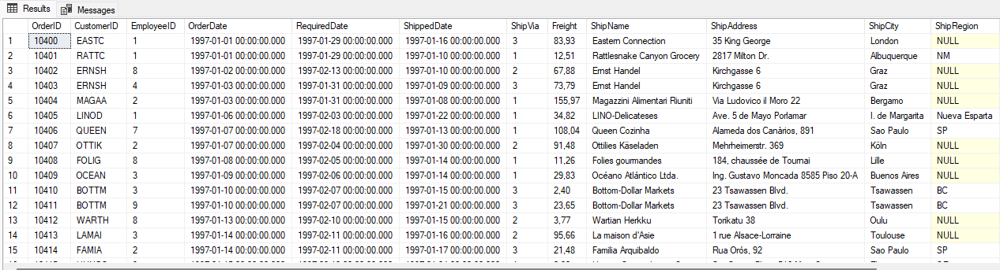 Results Messages
OrderID CustomerID EmployeeID OrderDate RequiredDate ShippedDate ShipVia Freight ShipName ShipAddress ShipCity ShipRegion
1 10400 EASTC 1 1997-01-01 00:00:00.000 1997-01-29 00:00:00.000 1997-01-16 00:00:00.000 3 83,93 Eastern Connection 35 King George London NULL
2 10401 RATTC 1 1997-01-01 00:00:00.000 1997-01-29 00:00:00.000 1997-01-10 00:00:00.000 1 12,51 Rattlesnake Canyon Grocery 2817 Milton Dr. Albuquerque NM
3 10402 ERNSH 8 1997-01-02 00:00:00.000 1997-02-13 00:00:00.000 1997-01-10 00:00:00.000 2 67,88 Ernst Handel Kirchgasse 6 Graz NULL
4 10403 ERNSH 4 1997-01-03 00:00:00.000 1997-01-31 00:00:00.000 1997-01-09 00:00:00.000 3 73,79 Ernst Handel Kirchgasse 6 Graz NULL
5 10404 MAGAA 2 1997-01-03 00:00:00.000 1997-01-31 00:00:00.000 1997-01-08 00:00:00.000 1 155,97 Magazzini Alimentari Riuniti Via Ludovico il Moro 22 Bergamo NULL
6 10405 LINOD 1 1997-01-06 00:00:00.000 1997-02-03 00:00:00.000 1997-01-22 00:00:00.000 1 34,82 LINO-Delicateses Ave. 5 de Mayo Porlamar I. de Margarita Nueva Esparta
7 10406 QUEEN 7 1997-01-07 00:00:00.000 1997-02-18 00:00:00.000 1997-01-13 00:00:00.000 1 108,04 Queen Cozinha Alameda dos Canàrios, 891 Sao Paulo SP
8 10407 OTTIK 2 1997-01-07 00:00:00.000 1997-02-04 00:00:00.000 1997-01-30 00:00:00.000 2 91,48 Ottilies Käseladen Mehrheimerstr. 369 Köln NULL
9 10408 FOLIG 8 1997-01-08 00:00:00.000 1997-02-05 00:00:00.000 1997-01-14 00:00:00.000 1 11,26 Folies gourmandes 184, chaussée de Tournai Lille NULL
10 10409 OCEAN 3 1997-01-09 00:00:00.000 1997-02-06 00:00:00.000 1997-01-14 00:00:00.000 1 29,83 Océano Atlántico Ltda. Ing. Gustavo Moncada 8585 Piso 20-A Buenos Aires NULL
11 10410 BOTTM 3 1997-01-10 00:00:00.000 1997-02-07 00:00:00.000 1997-01-15 00:00:00.000 3 2,40 Bottom-Dollar Markets 23 Tsawassen Blvd. Tsawassen BC
12 10411 BOTTM 9 1997-01-10 00:00:00.000 1997-02-07 00:00:00.000 1997-01-21 00:00:00.000 3 23,65 Bottom-Dollar Markets 23 Tsawassen Blvd. Tsawassen BC
13 10412 WARTH 8 1997-01-13 00:00:00.000 1997-02-10 00:00:00.000 1997-01-15 00:00:00.000 2 3,77 Wartian Herkku Torikatu 38 Oulu NULL
14 10413 LAMAI 3 1997-01-14 00:00:00.000 1997-02-11 00:00:00.000 1997-01-16 00:00:00.000 2 95,66 La maison d'Asie 1 rue Alsace-Lorraine Toulouse NULL
15 10414 FAMIA 2 1997-01-14 00:00:00.000 1997-02-11 00:00:00.000 1997-01-17 00:00:00.000 3 21,48 Familia Arquibaldo Rua Orós, 92 Sao Paulo SP